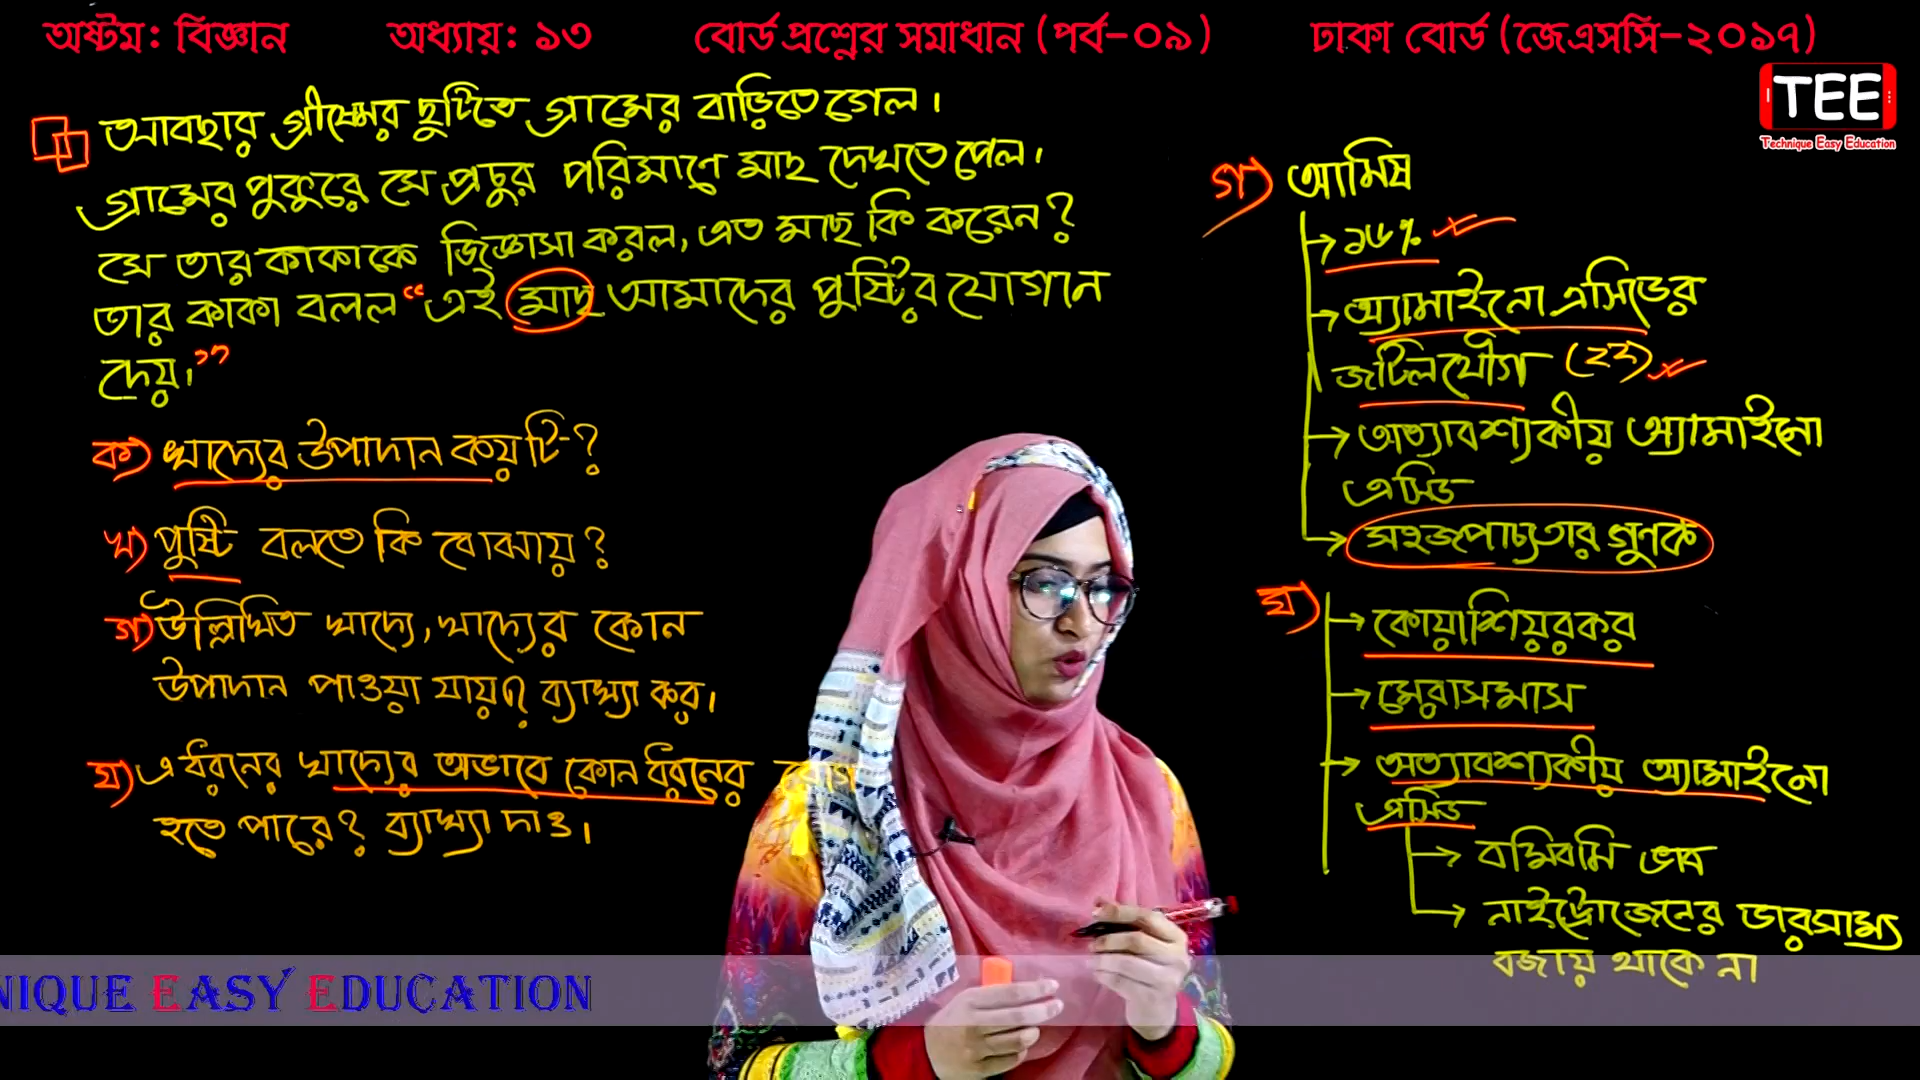 অষ্টম: বিজ্ঞান অধ্যায়: ১৩ বোর্ড প্রশ্নের সমাধান (পর্ব-০৯) ঢাকা বোর্ড (জেএসসি-২০১৭)
TEE
Technique Easy Education
আবহার গ্রীষ্মের ছুটিতে গ্রামের বাড়িতে গেল।
গ্রামের পুকুরে সে প্রচুর পরিমাণে মাছ দেখতে পেল।
সে তার কাকাকে জিজ্ঞাসা করল, এত মাছ কি করেন?
তার কাকা বলল “এই মাছ আমাদের পুষ্টির যোগান
দেয়।”
ক) খাদ্যের উপাদান কয়টি?
খ) পুষ্টি বলতে কি বোঝায়?
গ) উল্লিখিত খাদ্যে, খাদ্যের কোন
উপাদান পাওয়া যায়? ব্যাখ্যা কর।
ঘ) এ ধরনের খাদ্যের অভাবে কোন ধরনের রোগ
হতে পারে? ব্যাখ্যা দাও।
গ) আমিষ
→ ১৬%
→ অ্যামাইনো এসিডের
জটিল যৌগ (২২)
→ অত্যাবশ্যকীয় অ্যামাইনো
এসিড
→ সহজপাচ্যতার গুণক
ঘ) → কোয়াশিয়রকর
→ মেরাসমাস
→ অত্যাবশ্যকীয় অ্যামাইনো
এসিড
→ বমিবমি ভাব
→ নাইট্রোজেনের ভারসাম্য
বজায় থাকে না
NIQUE EASY EDUCATION